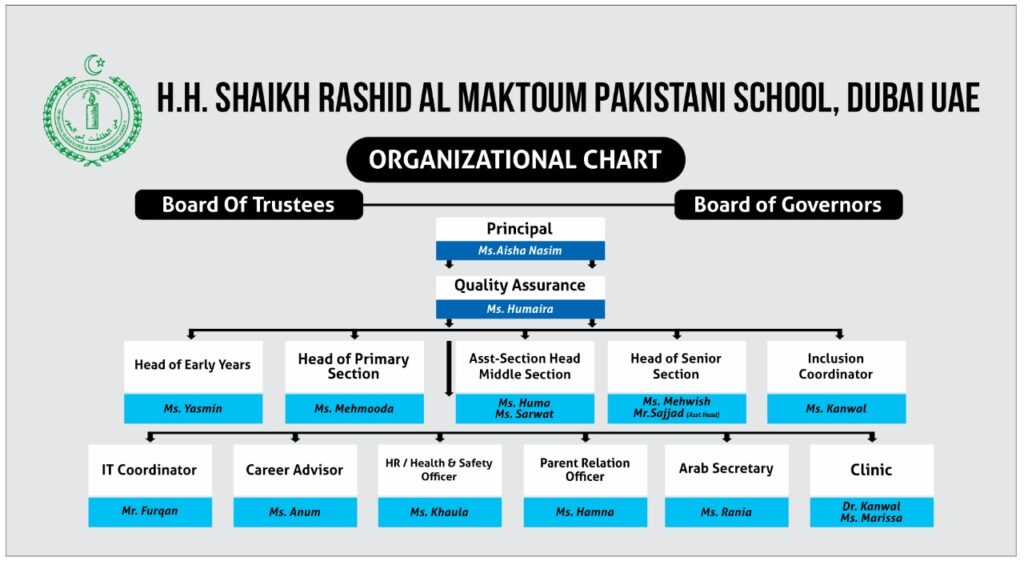 H.H. SHAIKH RASHID AL MAKTOUM PAKISTANI SCHOOL, DUBAI UAE
ORGANIZATIONAL CHART
Board Of Trustees
Board of Governors
Principal
Ms.Aisha Nasim
Quality Assurance
Ms. Humaira
Head of Early Years
Ms. Yasmin
Head of Primary
Section
Ms. Mehmooda
Asst-Section Head
Middle Section
Ms. Huma
Ms. Sarwat
Head of Senior
Section
Ms. Mehwish
Mr.Sajjad (Asst Head)
Inclusion
Coordinator
Ms. Kanwal
IT Coordinator
Mr. Furqan
Career Advisor
Ms. Anum
HR / Health & Safety
Officer
Ms. Khaula
Parent Relation
Officer
Ms. Hamna
Arab Secretary
Ms. Rania
Clinic
Dr. Kanwal
Ms. Marissa